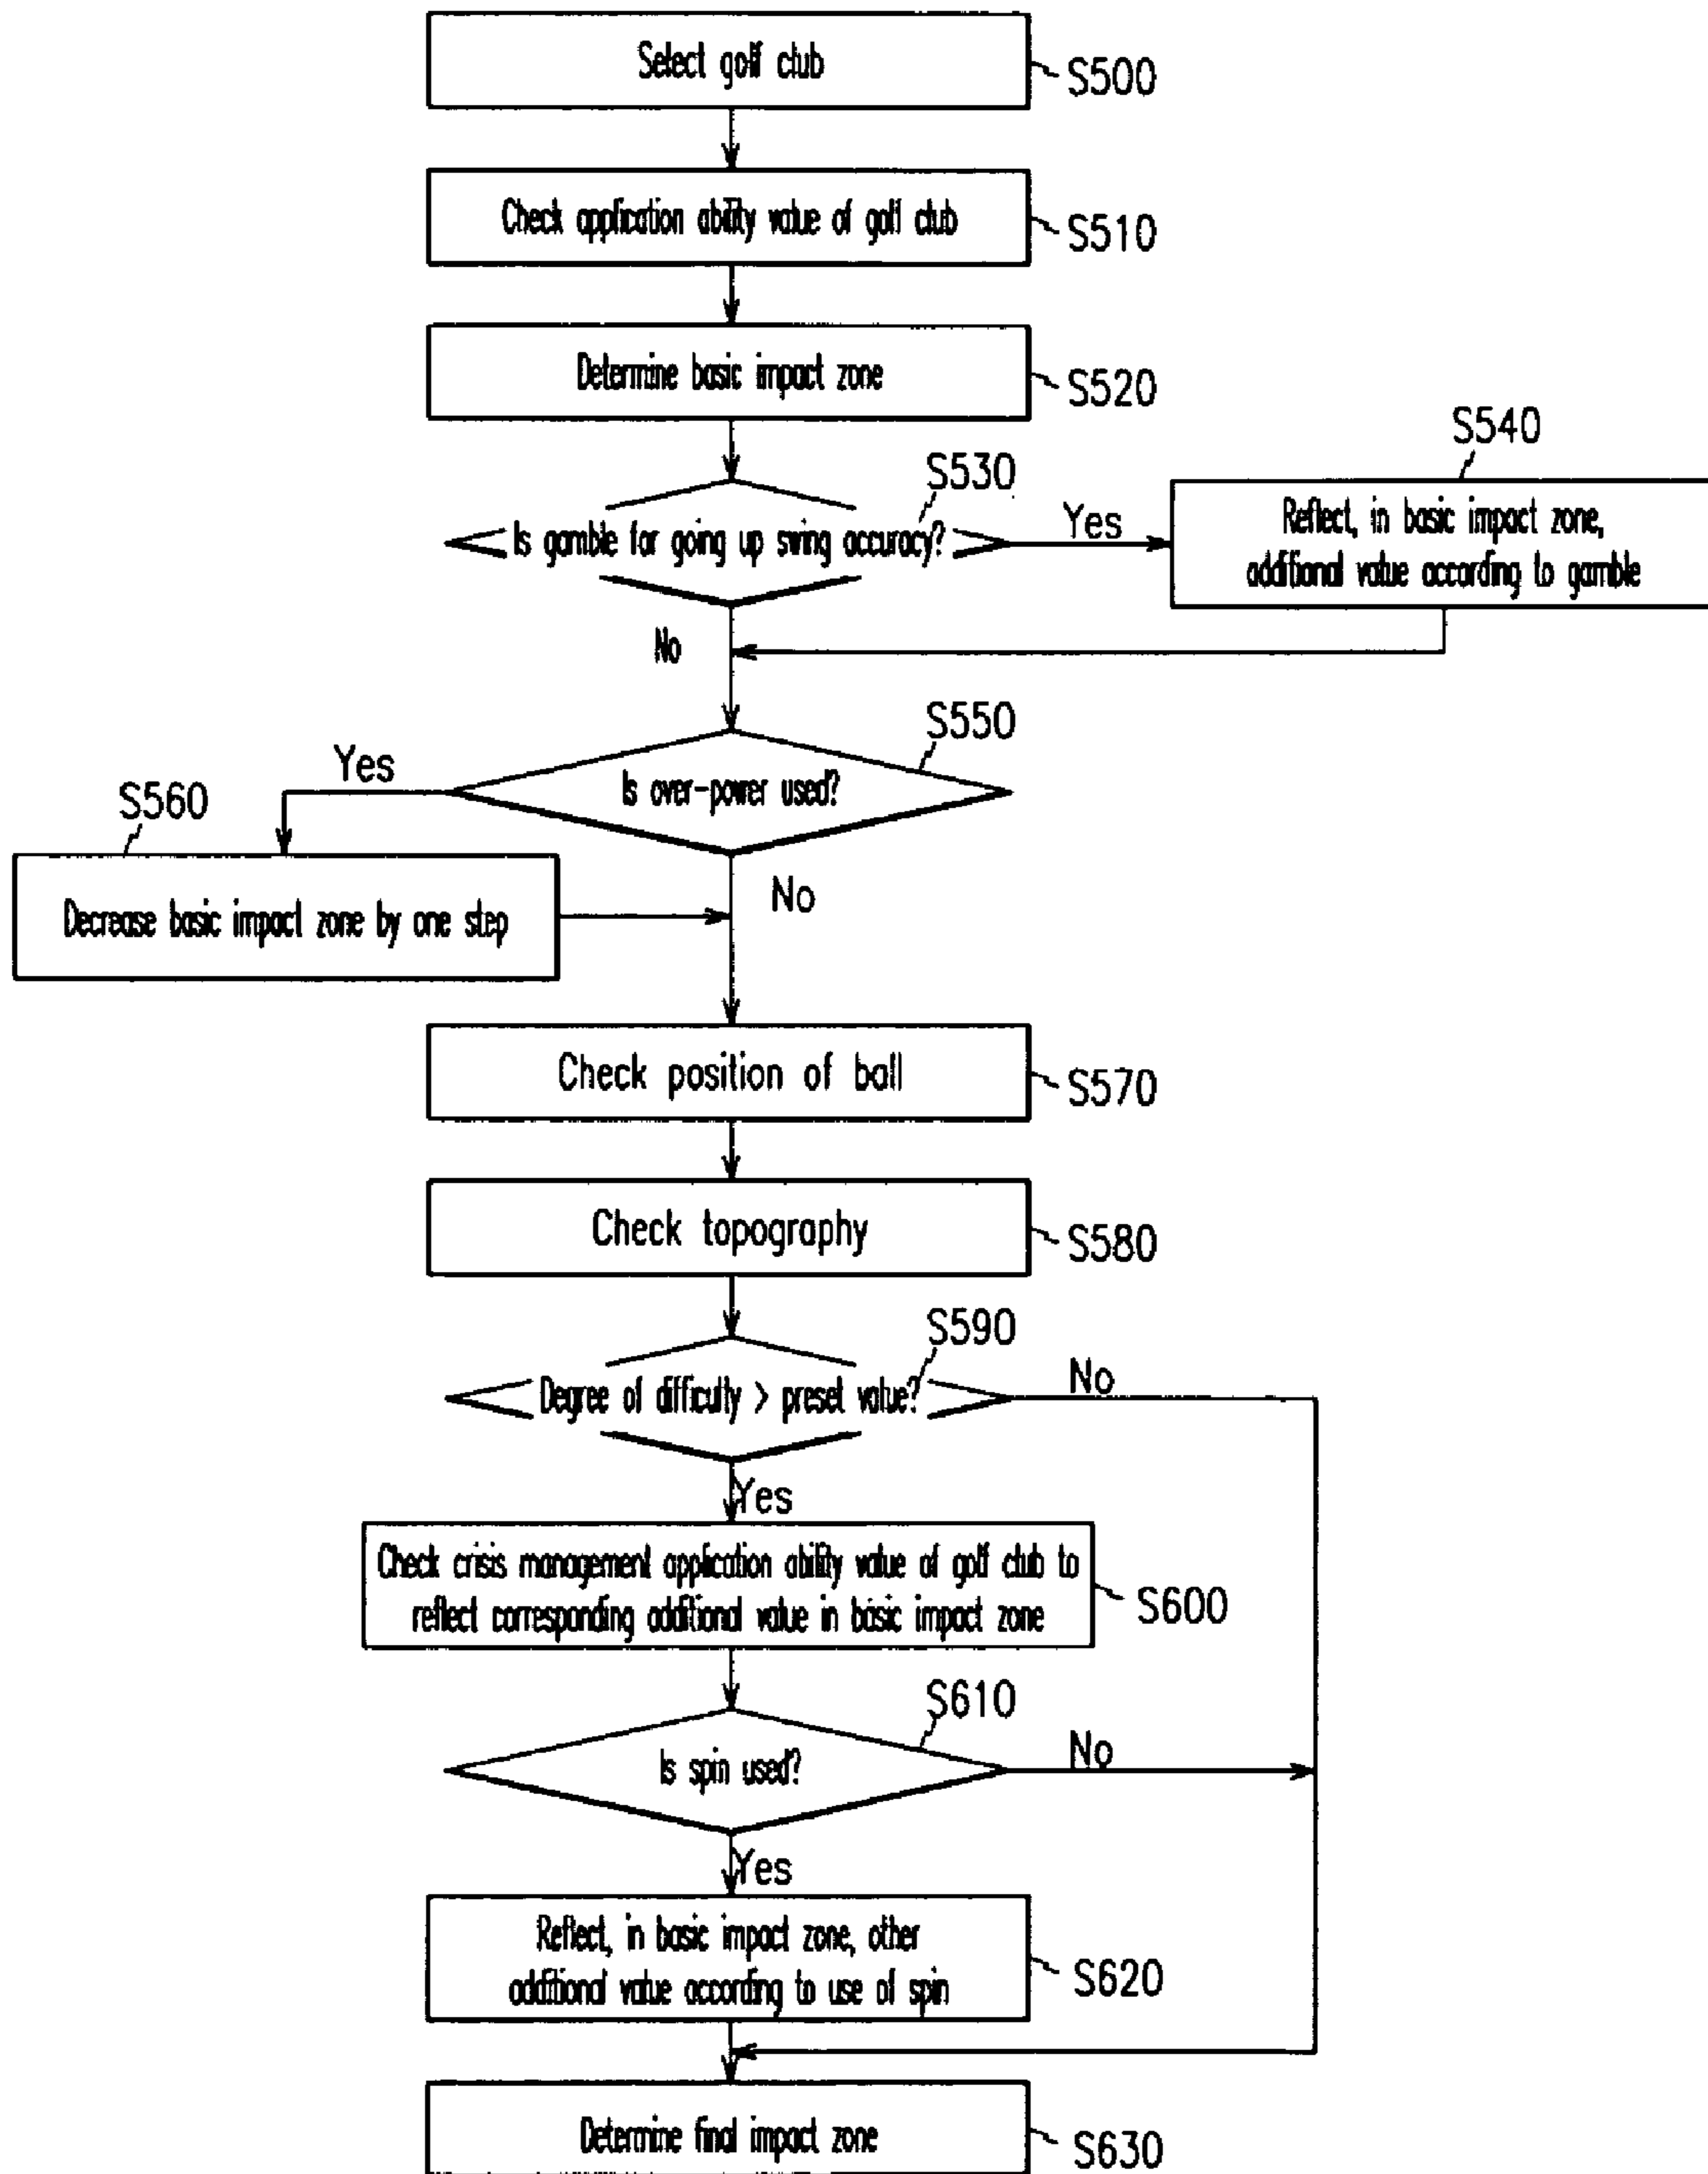 Select golf club
S500
Check application ability value of golf club
S510
Determine basic impact zone
S520
S530
Is gamble for going up swing accuracy?
Yes
S540
Reflect, in basic impact zone,
additional value according to gamble
No
S550
Is over-power used?
Yes
S560
Decrease basic impact zone by one step
No
Check position of ball
S570
Check topography
S580
S590
Degree of difficulty > preset value?
No
Yes
Check crisis management application ability value of golf club to
reflect corresponding additional value in basic impact zone
S600
S610
Is spin used?
No
Yes
Reflect, in basic impact zone, other
additional value according to use of spin
S620
Determine final impact zone
S630